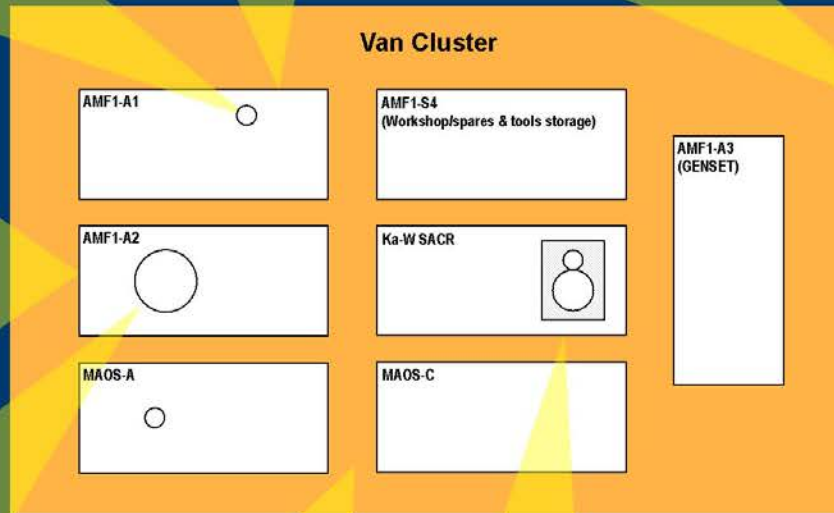 Van Cluster
AMF1-A1
AMF1-S4
(Workshop/spares & tools storage)
AMF1-A3
(GENSET)
AMF1-A2
Ka-W SACR
MAOS-A
MAOS-C